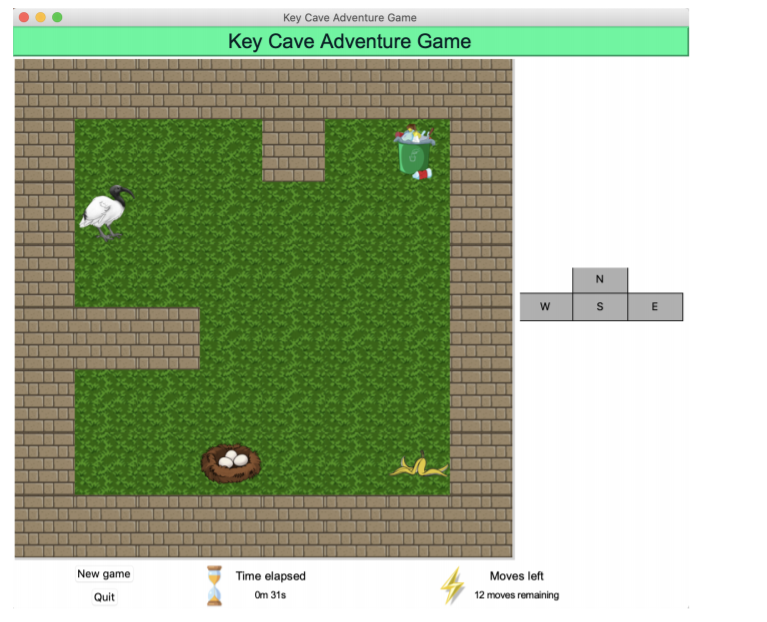 Key Cave Adventure Game
Key Cave Adventure Game
N
W S E
New game
Time elapsed
Moves left
Quit
0m 31s
12 moves remaining